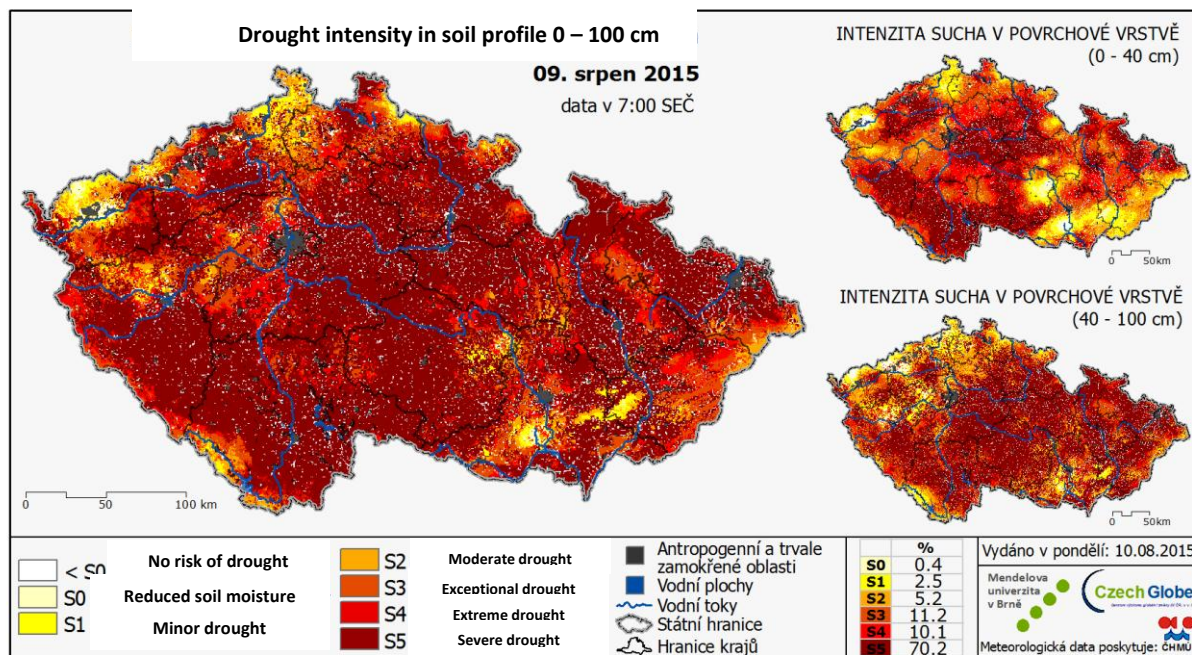 Drought intensity in soil profile 0 – 100 cm
09. srpen 2015
data v 7:00 SEČ
0 50 100 km
INTENZITA SUCHA V POVRCHOVÉ VRSTVĚ
(0 - 40 cm)
0 50km
INTENZITA SUCHA V POVRCHOVÉ VRSTVĚ
(40 - 100 cm)
0 50km
< S0 No risk of drought
S0 Reduced soil moisture
S1 Minor drought
S2 Moderate drought
S3 Exceptional drought
S4 Extreme drought
S5 Severe drought
Antropogenní a trvale
zamokřené oblasti
Vodní plochy
Vodní toky
Státní hranice
Hranice krajů
%
S0 0.4
S1 2.5
S2 5.2
S3 11.2
S4 10.1
S5 70.2
Vydáno v pondělí: 10.08.2015
Mendelova
univerzita
v Brně
CzechGlobe
Meteorologická data poskytuje: ČHMÚ